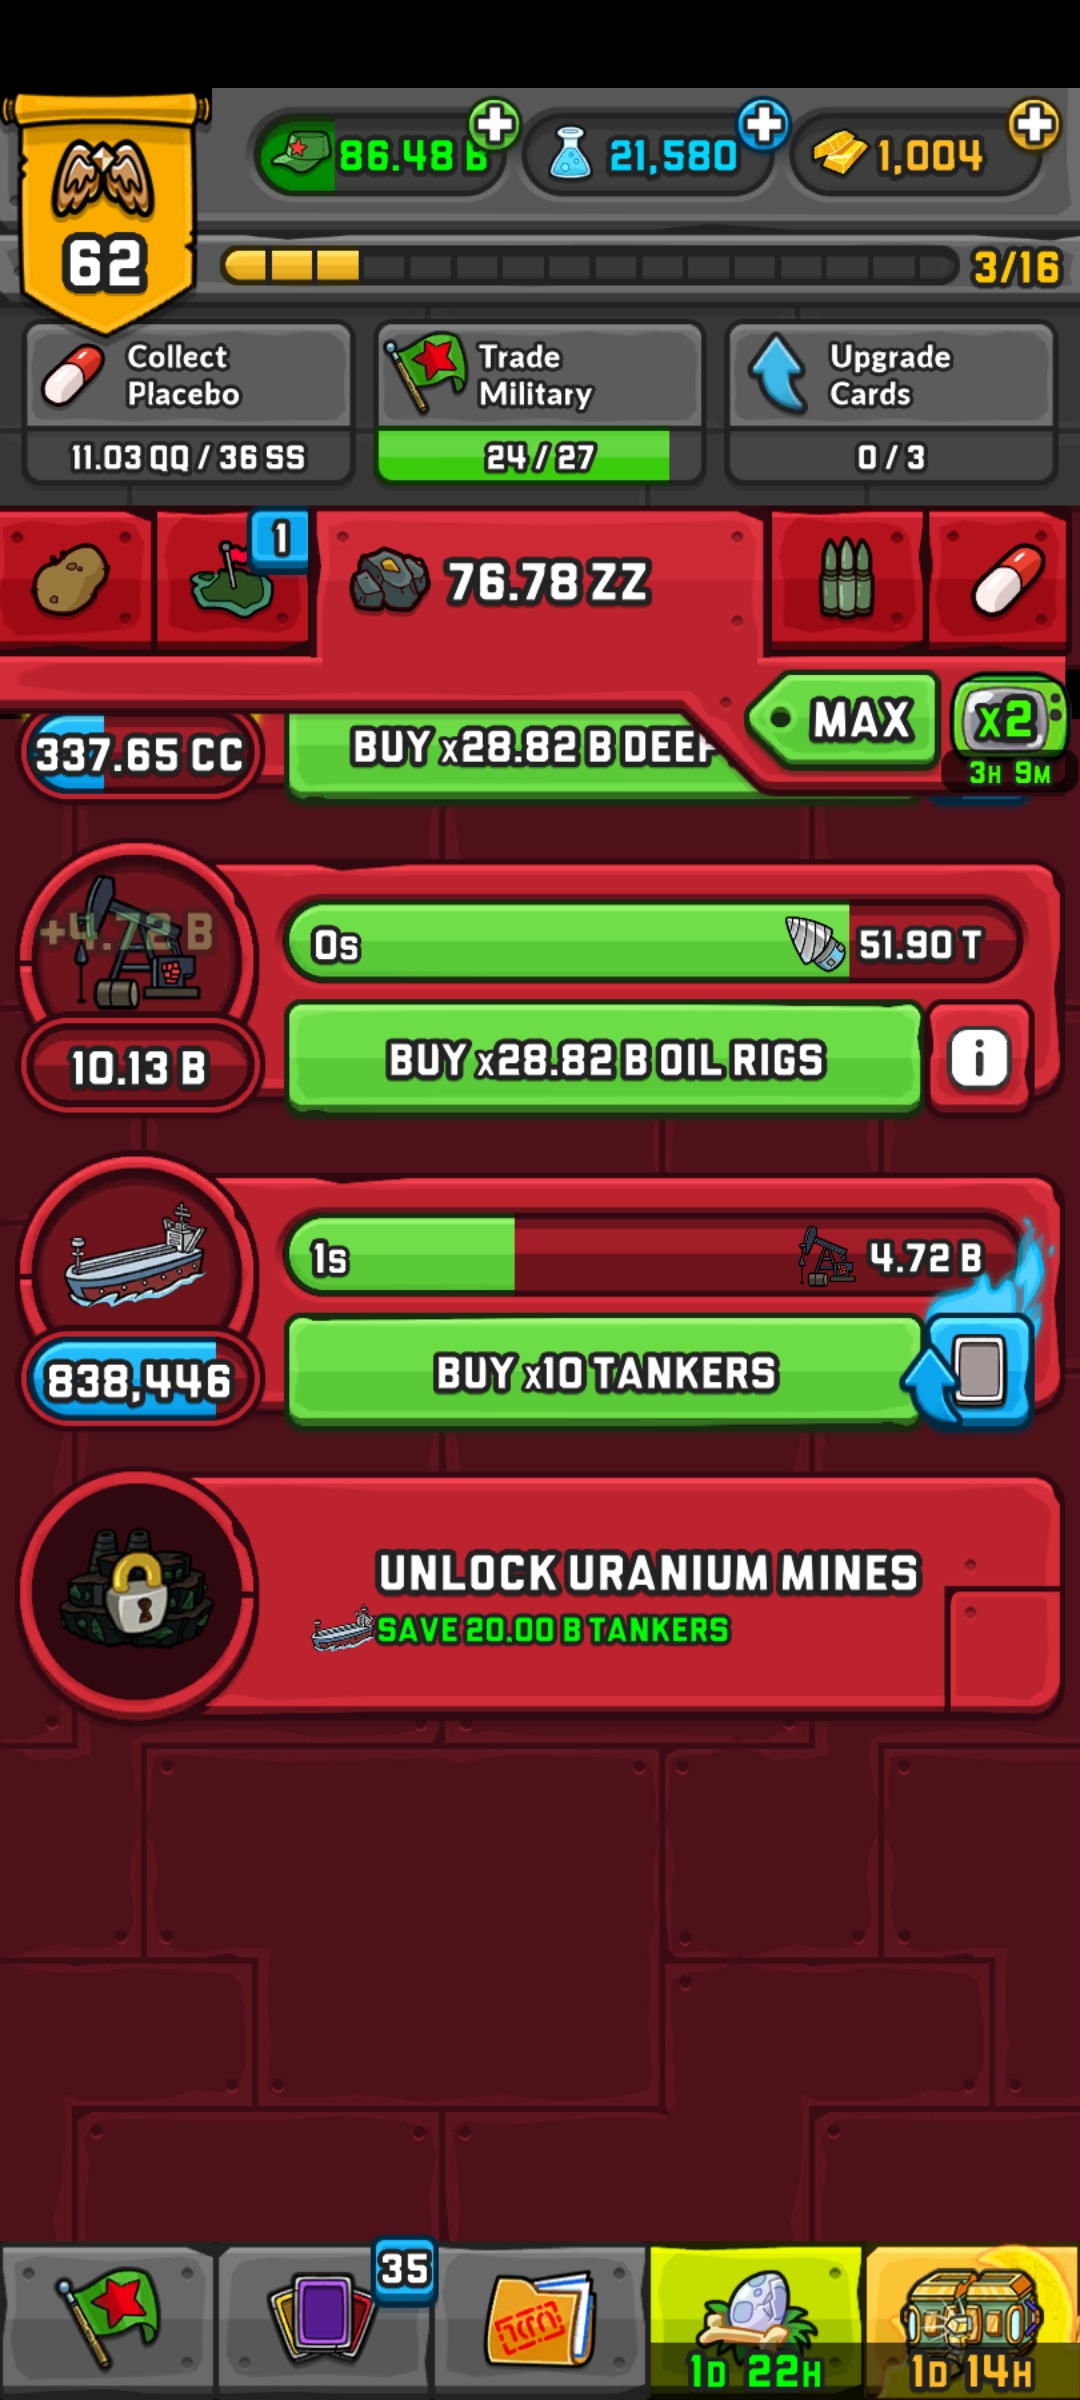 86.48 B
21,580
1,004
62
3/16
Collect
Placebo
11.03 QQ / 36 SS
Trade
Military
24 / 27
Upgrade
Cards
0 / 3
1
76.78 ZZ
MAX
x2
3H 9M
337.65 CC
BUY x28.82 B DEEP
+4.72 B
0s
51.90 T
10.13 B
BUY x28.82 B OIL RIGS
i
1s
4.72 B
838,446
BUY x10 TANKERS
UNLOCK URANIUM MINES
SAVE 20.00 B TANKERS
35
1D 22H
1D 14H